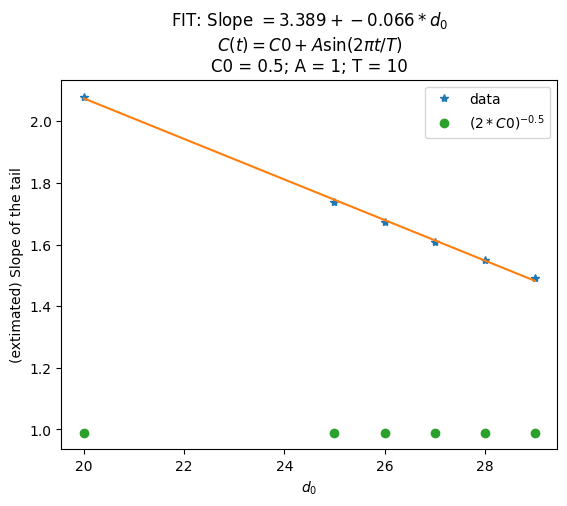 FIT: Slope $= 3.389 + -0.066 * d_0$
$C(t) = C0 + A\sin(2\pi t/T)$
C0 = 0.5; A = 1; T = 10
data
$(2 * C0)^{-0.5}$
(extimated) Slope of the tail
2.0
1.8
1.6
1.4
1.2
1.0
20 22 24 26 28
$d_0$